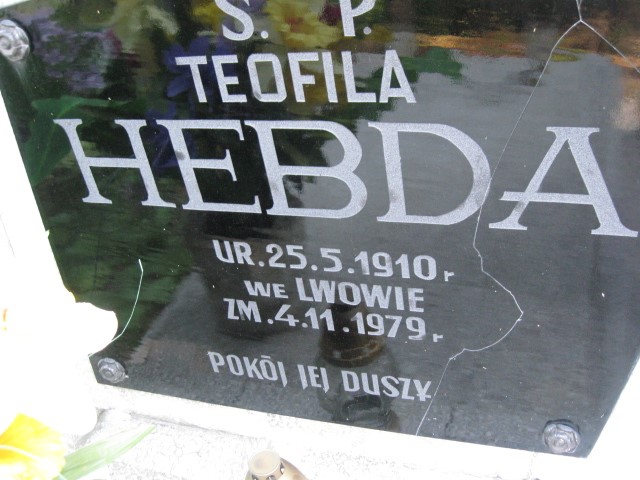 Ś. P.
TEOFILA
HEBDA
UR. 25.5.1910 r
WE LWOWIE
ZM. 4.11.1979 r
POKÓJ JEJ DUSZY